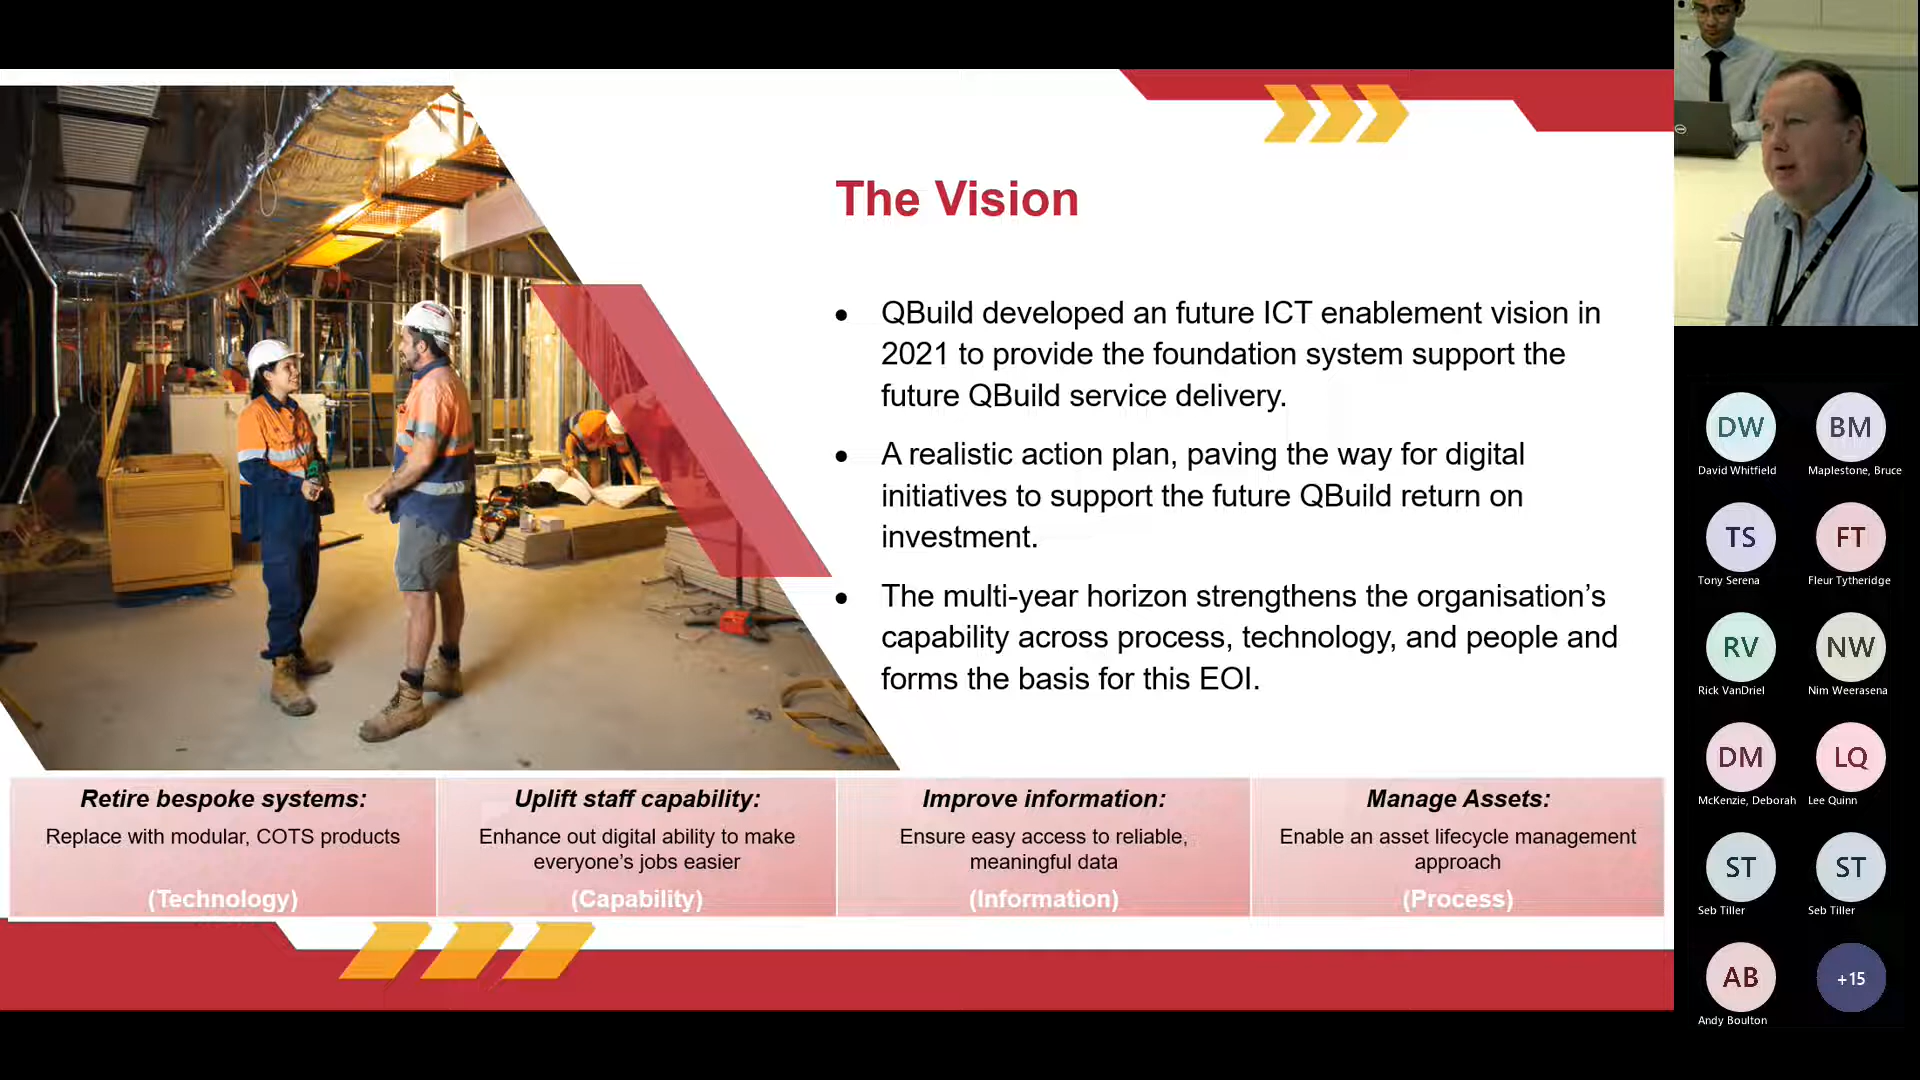 The Vision
• QBuild developed an future ICT enablement vision in
2021 to provide the foundation system support the
future QBuild service delivery.
• A realistic action plan, paving the way for digital
initiatives to support the future QBuild return on
investment.
• The multi-year horizon strengthens the organisation’s
capability across process, technology, and people and
forms the basis for this EOI.
Retire bespoke systems:
Replace with modular, COTS products
(Technology)
Uplift staff capability:
Enhance out digital ability to make
everyone’s jobs easier
(Capability)
Improve information:
Ensure easy access to reliable,
meaningful data
(Information)
Manage Assets:
Enable an asset lifecycle management
approach
(Process)
DW
David Whitfield
BM
Maplestone, Bruce
TS
Tony Serena
FT
Fleur Tytheridge
RV
Rick VanDriel
NW
Nim Weerasena
DM
McKenzie, Deborah
LQ
Lee Quinn
ST
Seb Tiller
ST
Seb Tiller
AB
Andy Boulton
+15